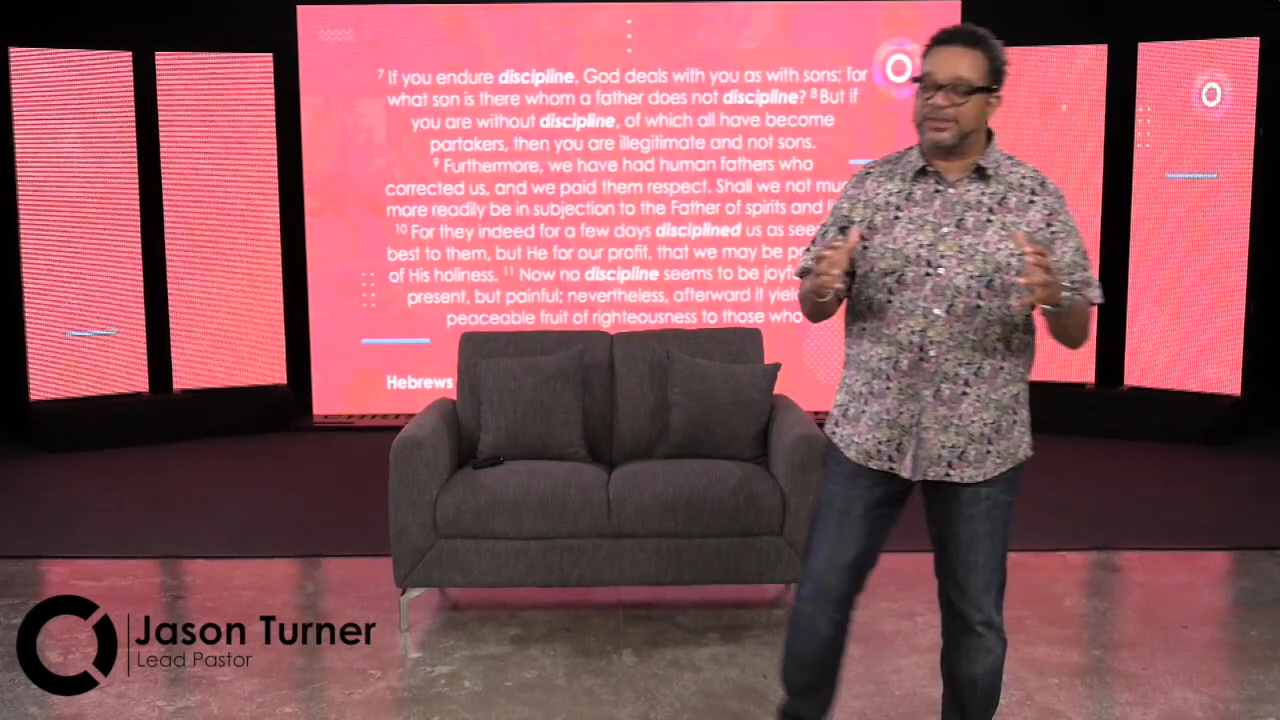 7 If you endure discipline, God deals with you as with sons; for
what son is there whom a father does not discipline? 8 But if
you are without discipline, of which all have become
partakers, then you are illegitimate and not sons.
9 Furthermore, we have had human fathers who
corrected us, and we paid them respect. Shall we not
more readily be in subjection to the Father of spirits and
10 For they indeed for a few days disciplined us as
best to them, but He for our profit, that we may be
of His holiness. 11 Now no discipline seems to be
present, but painful; nevertheless, afterward it
peaceable fruit of righteousness to those who
Hebrews
Jason Turner
Lead Pastor